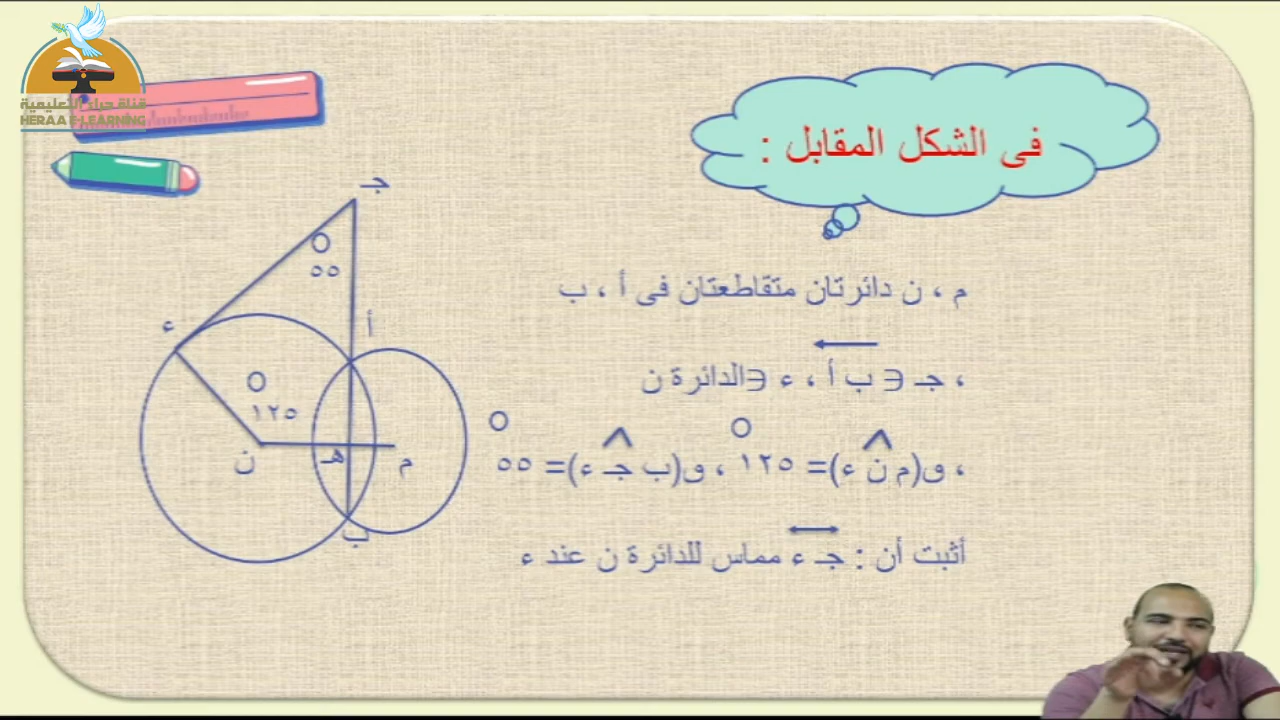 قناة حراء التعليمية
HERAA E-LEARNING
فى الشكل المقابل :
م ، ن دائرتان متقاطعتان فى أ ، ب
، جـ ∈ ب أ ، ء ∈ الدائرة ن
، ق(م ن ء)= ١٢٥ ، ق(ب جـ ء)= ٥٥
أثبت أن : جـ ء مماس للدائرة ن عند ء
جـ
٥٥
ء
أ
١٢٥
ن
هـ
م
ب